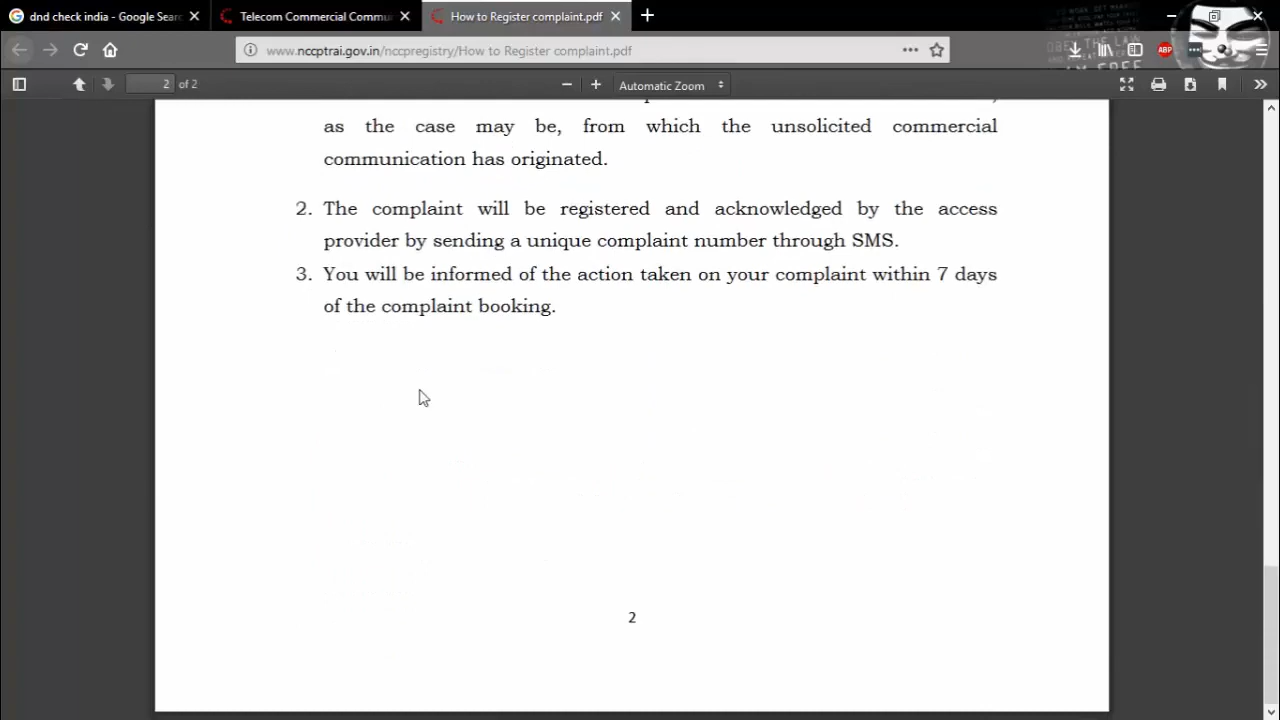 dnd check india - Google Searc
Telecom Commercial Commu
How to Register complaint.pdf
www.nccptrai.gov.in/nccpregistry/How to Register complaint.pdf
ABP
2 of 2
Automatic Zoom
as the case may be, from which the unsolicited commercial
communication has originated.
2. The complaint will be registered and acknowledged by the access
provider by sending a unique complaint number through SMS.
3. You will be informed of the action taken on your complaint within 7 days
of the complaint booking.
2